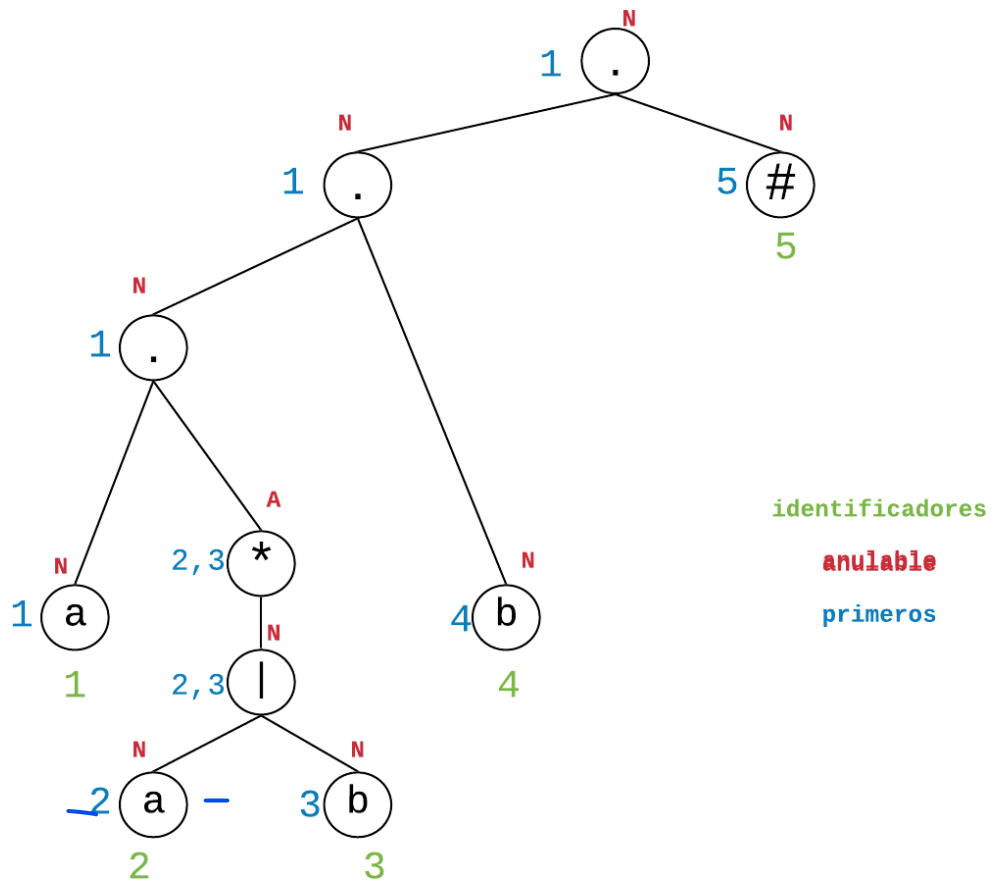 N
1 .
N N
1 . 5 #
5
N
1 .
A
N 2,3 * N
1 a 4 b
1 N 4
2,3 |
N N
2 a 3 b
2 3
identificadores
anulable
primeros